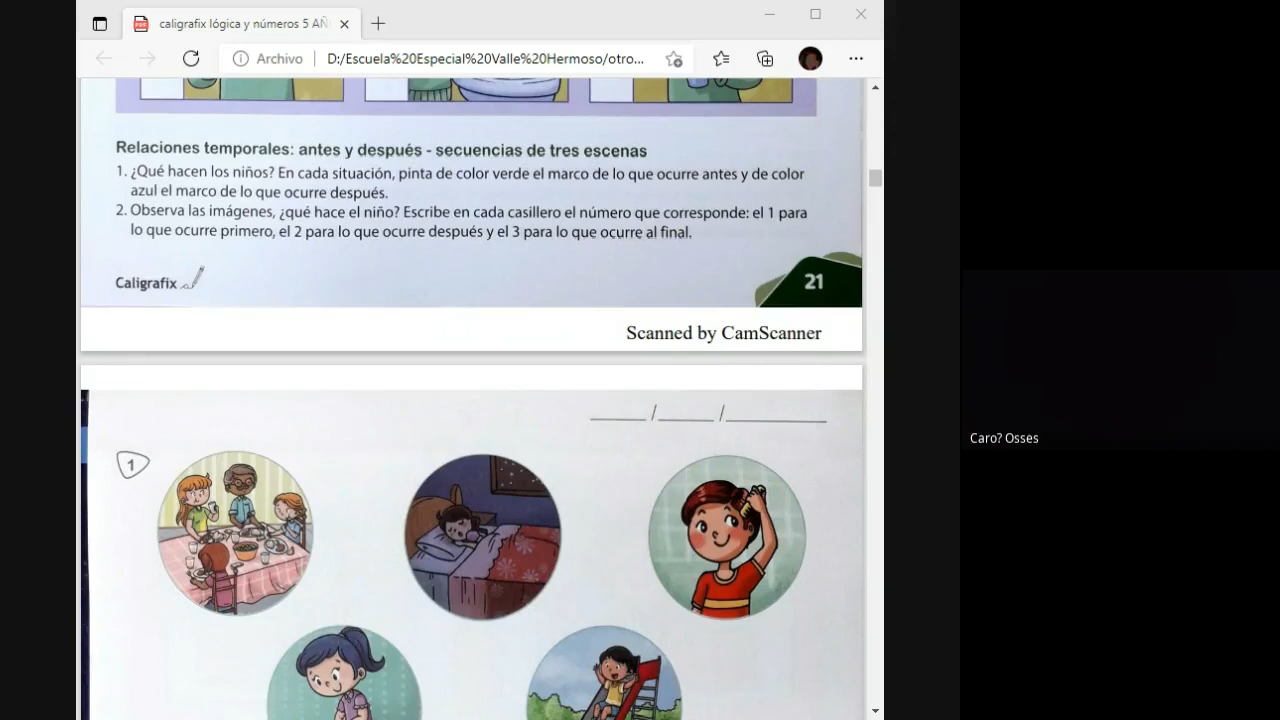 caligrafix lógica y números 5 AÑ
Archivo
D:/Escuela%20Especial%20Valle%20Hermoso/otro...
Relaciones temporales: antes y después - secuencias de tres escenas
1. ¿Qué hacen los niños? En cada situación, pinta de color verde el marco de lo que ocurre antes y de color
azul el marco de lo que ocurre después.
2. Observa las imágenes, ¿qué hace el niño? Escribe en cada casillero el número que corresponde: el 1 para
lo que ocurre primero, el 2 para lo que ocurre después y el 3 para lo que ocurre al final.
Caligrafix
21
Scanned by CamScanner
____/____/________
1
Caro? Osses